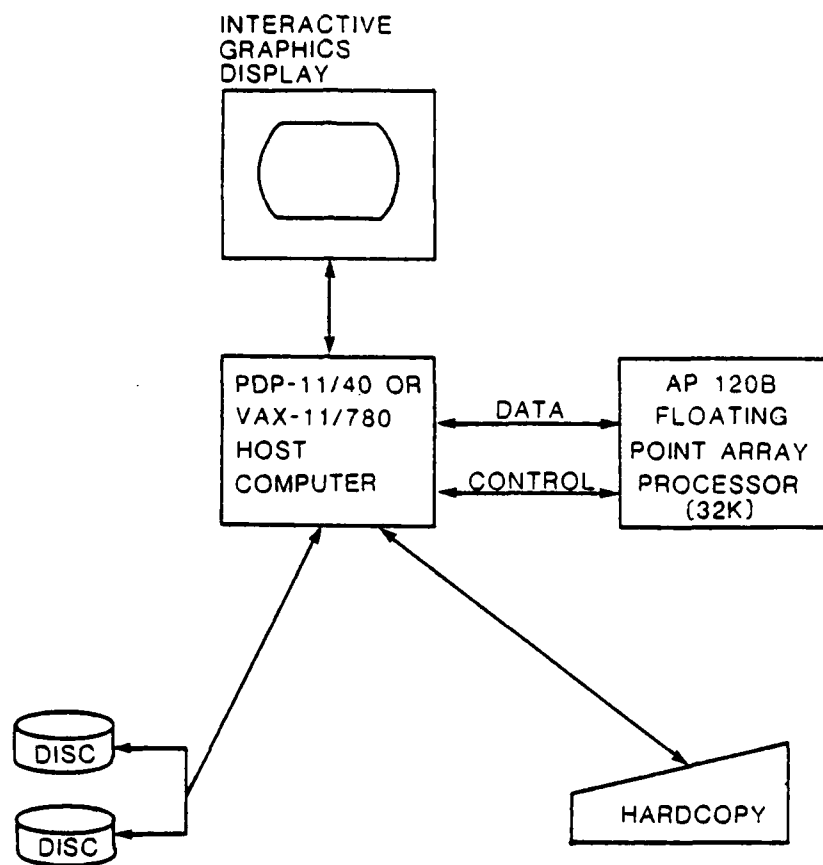 INTERACTIVE
GRAPHICS
DISPLAY
PDP-11/40 OR
VAX-11/780
HOST
COMPUTER
DATA
CONTROL
AP 120B
FLOATING
POINT ARRAY
PROCESSOR
(32K)
DISC
DISC
HARDCOPY